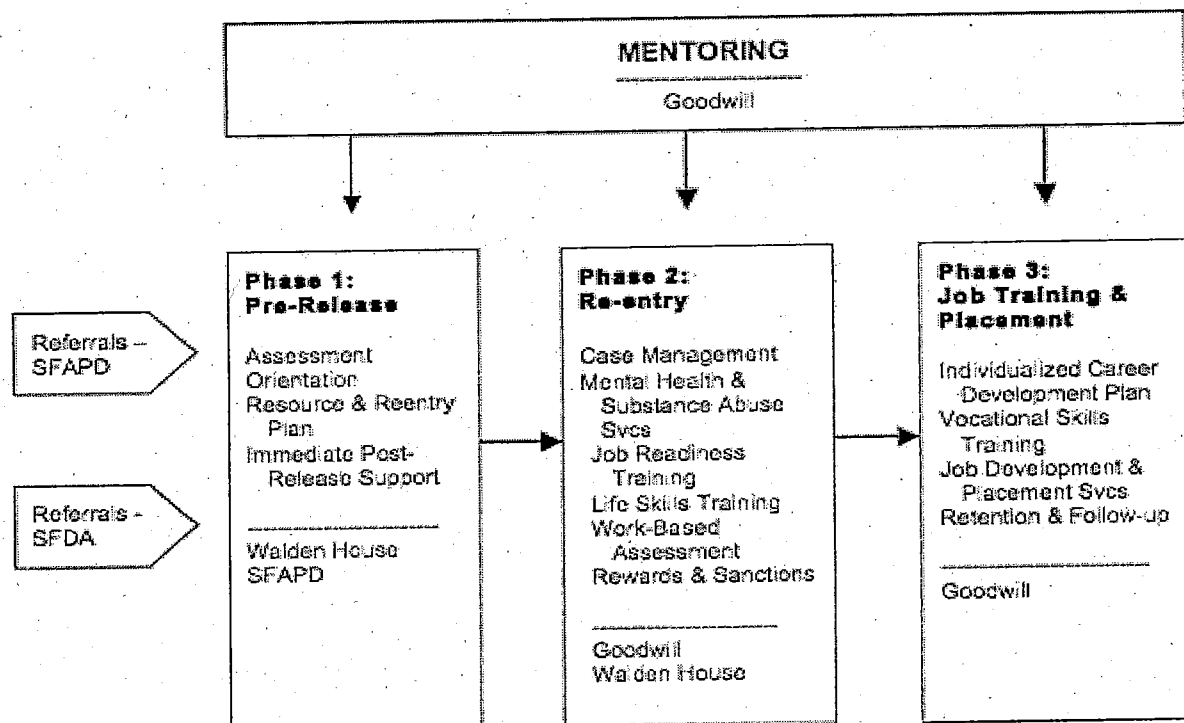 MENTORING
Goodwill
Referrals –
SFAPD
Referrals -
SFDA
Phase 1:
Pre-Release
Assessment
Orientation
Resource & Reentry
Plan
Immediate Post-
Release Support
Walden House
SFAPD
Phase 2:
Re-entry
Case Management
Mental Health &
Substance Abuse
Svcs
Job Readiness
Training
Life Skills Training
Work-Based
Assessment
Rewards & Sanctions
Goodwill
Walden House
Phase 3:
Job Training &
Placement
Individualized Career
Development Plan
Vocational Skills
Training
Job Development &
Placement Svcs
Retention & Follow-up
Goodwill